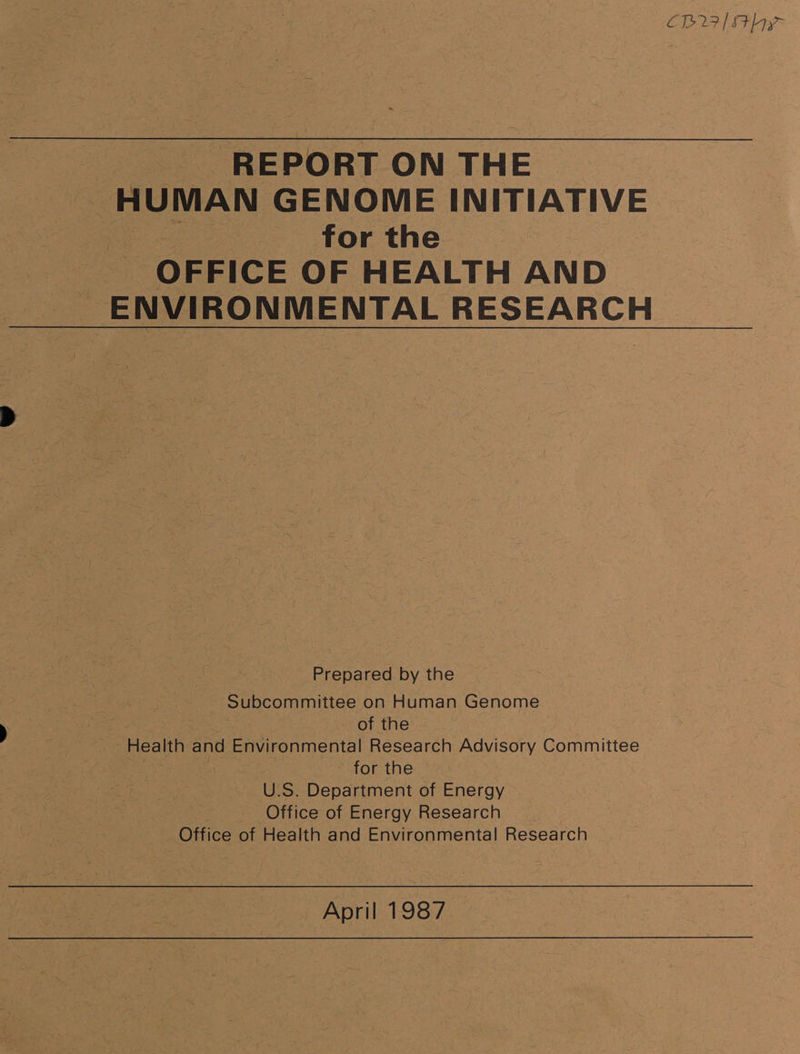 REPORT ON THE
HUMAN GENOME INITIATIVE
for the
OFFICE OF HEALTH AND
ENVIRONMENTAL RESEARCH
Prepared by the
Subcommittee on Human Genome
of the
Health and Environmental Research Advisory Committee
for the
U.S. Department of Energy
Office of Energy Research
Office of Health and Environmental Research
April 1987